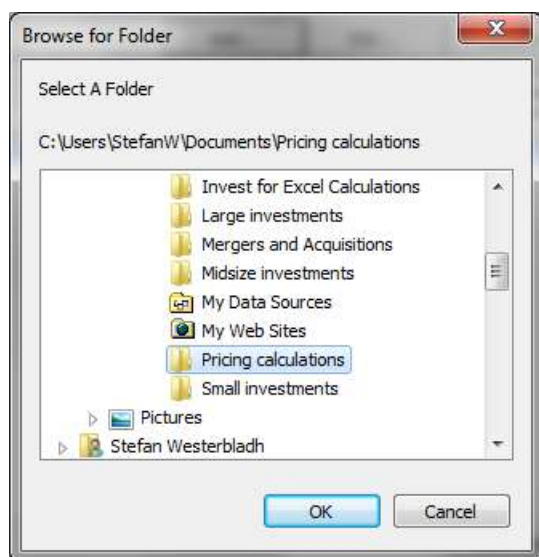 Browse for Folder
Select A Folder
C:\Users\StefanW\Documents\Pricing calculations
Invest for Excel Calculations
Large investments
Mergers and Acquisitions
Midsize investments
My Data Sources
My Web Sites
Pricing calculations
Small investments
Pictures
Stefan Westerbladh
OK Cancel